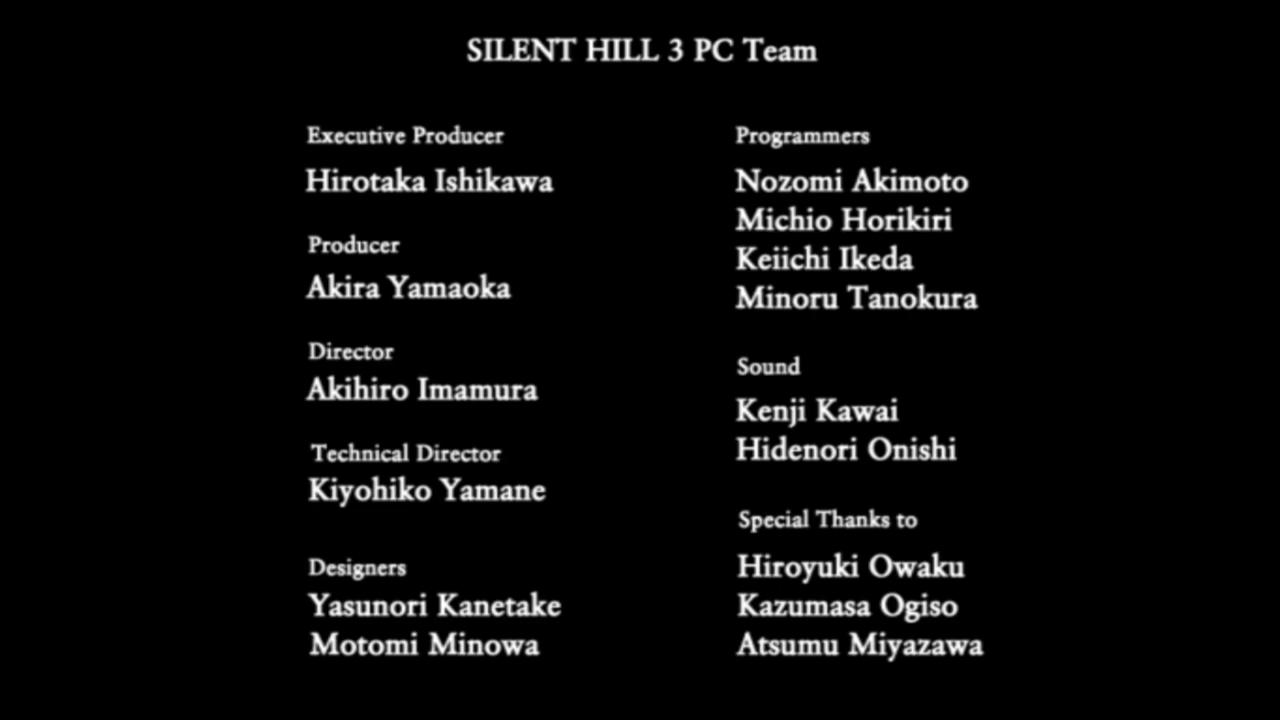 SILENT HILL 3 PC Team
Executive Producer
Hirotaka Ishikawa
Producer
Akira Yamaoka
Director
Akihiro Imamura
Technical Director
Kiyohiko Yamane
Designers
Yasunori Kanetake
Motomi Minowa
Programmers
Nozomi Akimoto
Michio Horikiri
Keiichi Ikeda
Minoru Tanokura
Sound
Kenji Kawai
Hidenori Onishi
Special Thanks to
Hiroyuki Owaku
Kazumasa Ogiso
Atsumu Miyazawa